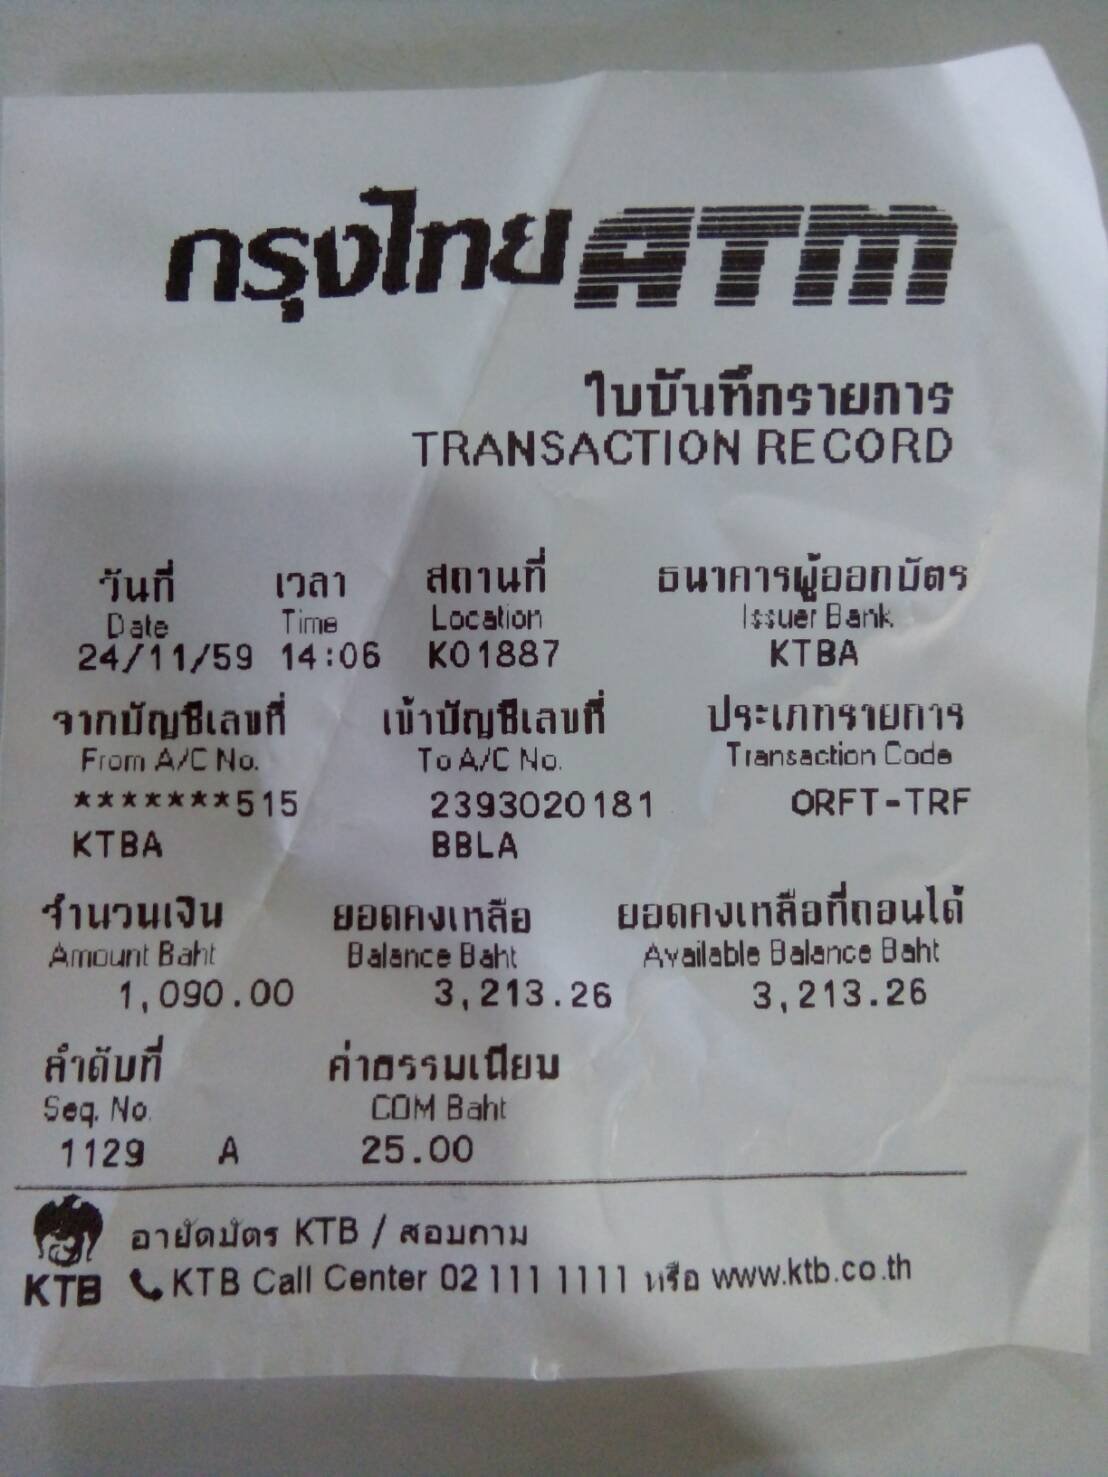 กรุงไทย ATM
ใบบันทึกรายการ
TRANSACTION RECORD
วันที่ เวลา สถานที่ ธนาคารผู้ออกบัตร
Date Time Location Issuer Bank
24/11/59 14:06 K01887 KTBA
จากบัญชีเลขที่ เข้าบัญชีเลขที่ ประเภทรายการ
From A/C No. To A/C No. Transaction Code
*******515 2393020181 ORFT-TRF
KTBA BBLA
จำนวนเงิน ยอดคงเหลือ ยอดคงเหลือที่ถอนได้
Amount Baht Balance Baht Available Balance Baht
1,090.00 3,213.26 3,213.26
ลำดับที่ ค่าธรรมเนียม
Seq. No. COM Baht
1129 A 25.00
อายัดบัตร KTB / สอบถาม
KTB KTB Call Center 02 111 1111 หรือ www.ktb.co.th